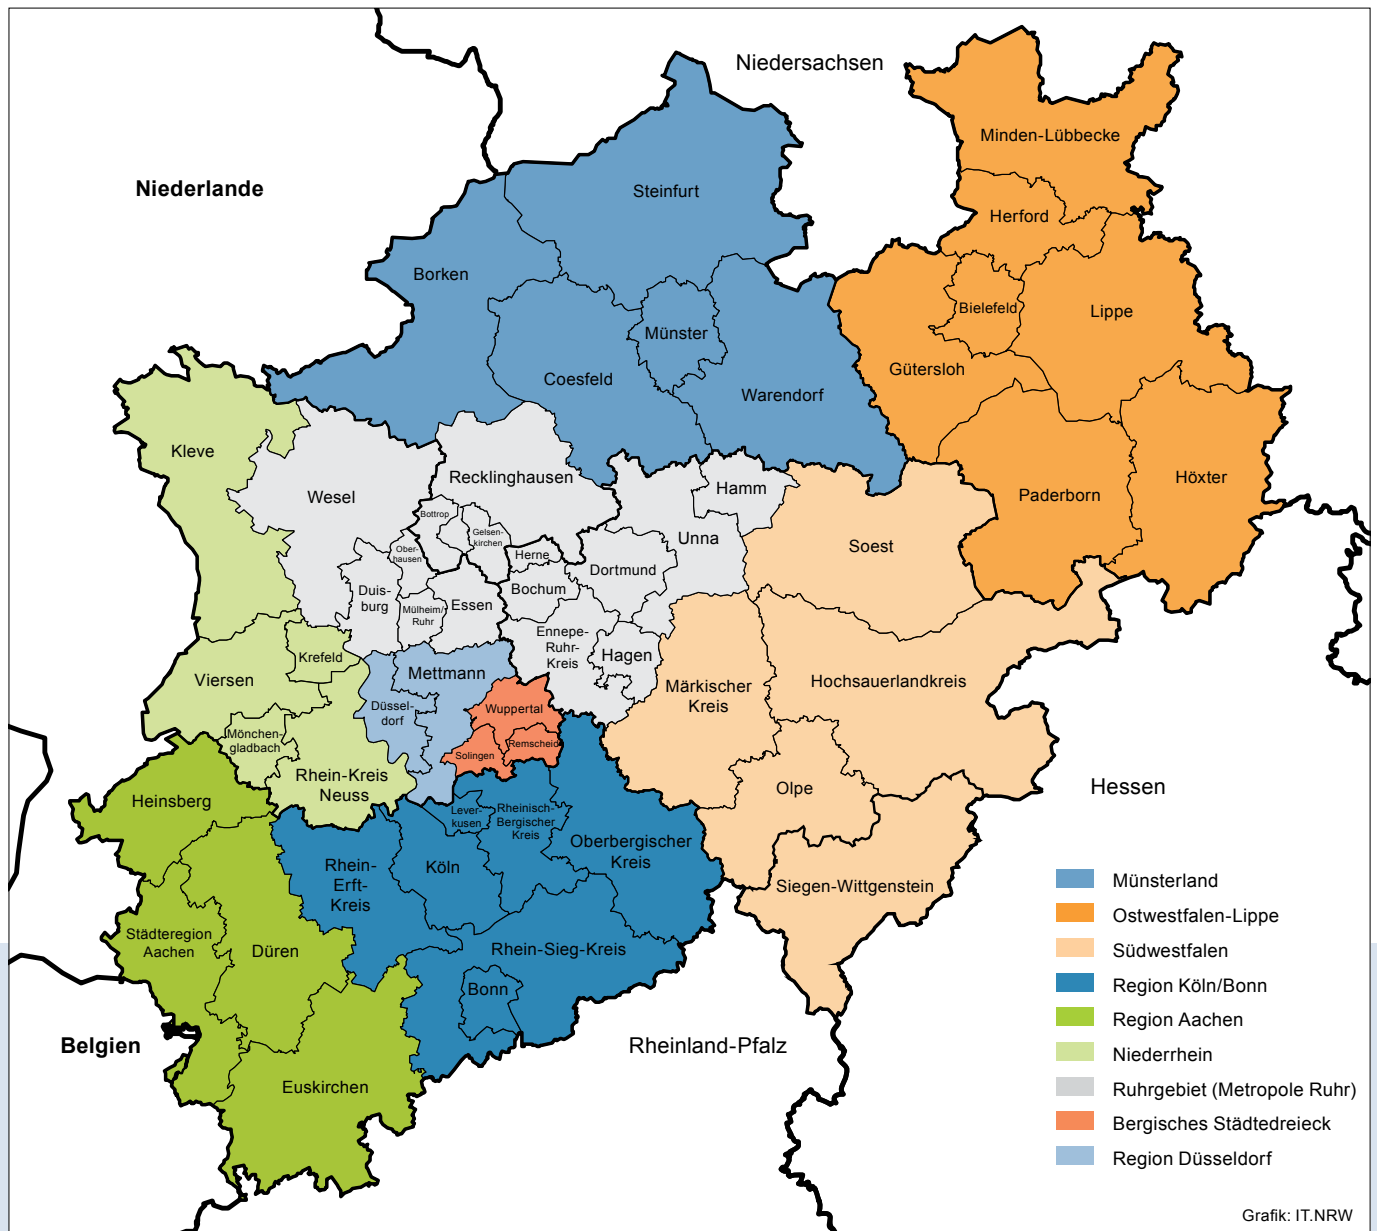 Niedersachsen
Minden-Lübbecke
Niederlande
Steinfurt
Herford
Borken
Bielefeld
Lippe
Münster
Gütersloh
Coesfeld
Warendorf
Kleve
Recklinghausen
Wesel
Hamm
Paderborn
Höxter
Bottrop
Gelsen-
kirchen
Unna
Soest
Ober-
hausen
Herne
Dortmund
Duis-
burg
Bochum
Essen
Mülheim/
Ruhr
Ennepe-
Ruhr-
Kreis
Hagen
Krefeld
Viersen
Mettmann
Märkischer
Kreis
Hochsauerlandkreis
Düssel-
dorf
Wuppertal
Mönchen-
gladbach
Remscheid
Solingen
Rhein-Kreis
Neuss
Heinsberg
Olpe
Hessen
Lever-
kusen
Rheinisch-
Bergischer
Kreis
Oberbergischer
Kreis
Rhein-
Erft-
Kreis
Köln
Siegen-Wittgenstein
Städteregion
Aachen
Düren
Rhein-Sieg-Kreis
Bonn
Belgien
Rheinland-Pfalz
Euskirchen
Münsterland
Ostwestfalen-Lippe
Südwestfalen
Region Köln/Bonn
Region Aachen
Niederrhein
Ruhrgebiet (Metropole Ruhr)
Bergisches Städtedreieck
Region Düsseldorf
Grafik: IT.NRW